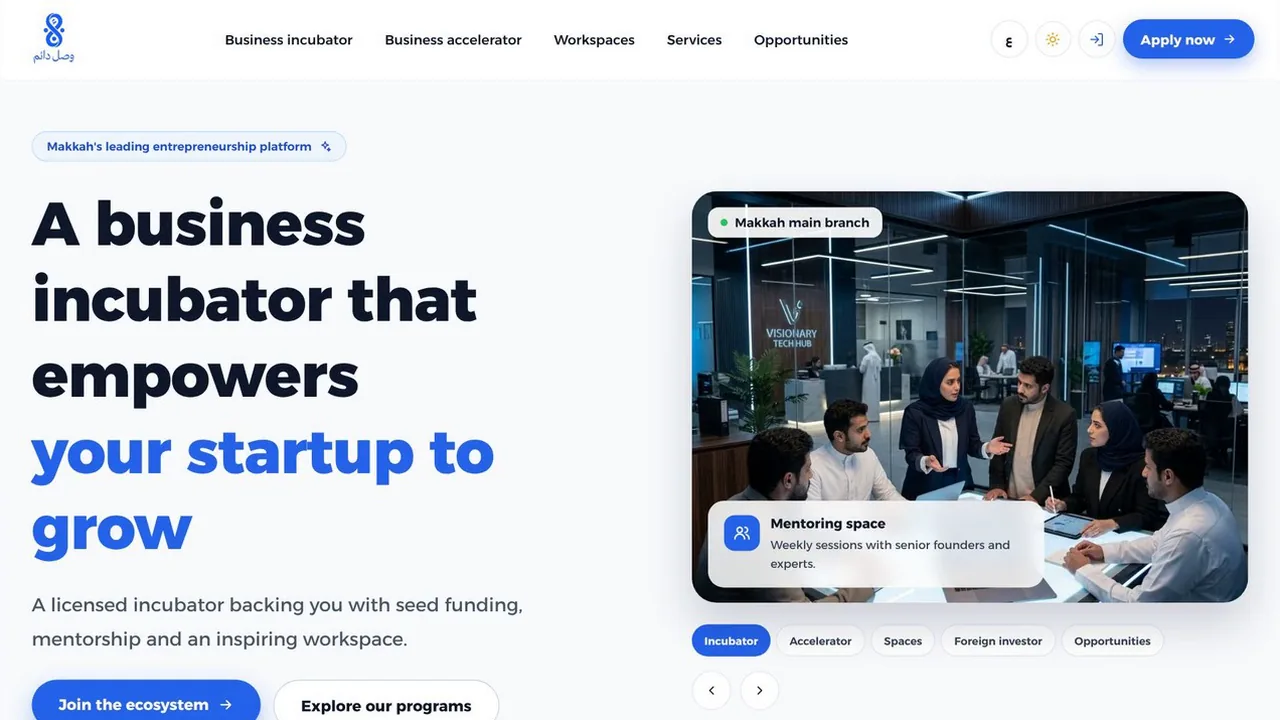 وصل دائم
Business incubator
Business accelerator
Workspaces
Services
Opportunities
ع
Apply now
Makkah's leading entrepreneurship platform
A business
incubator that
empowers
your startup to
grow
A licensed incubator backing you with seed funding,
mentorship and an inspiring workspace.
Join the ecosystem
Explore our programs
Makkah main branch
VISIONARY
TECH HUB
Mentoring space
Weekly sessions with senior founders and
experts.
Incubator
Accelerator
Spaces
Foreign investor
Opportunities